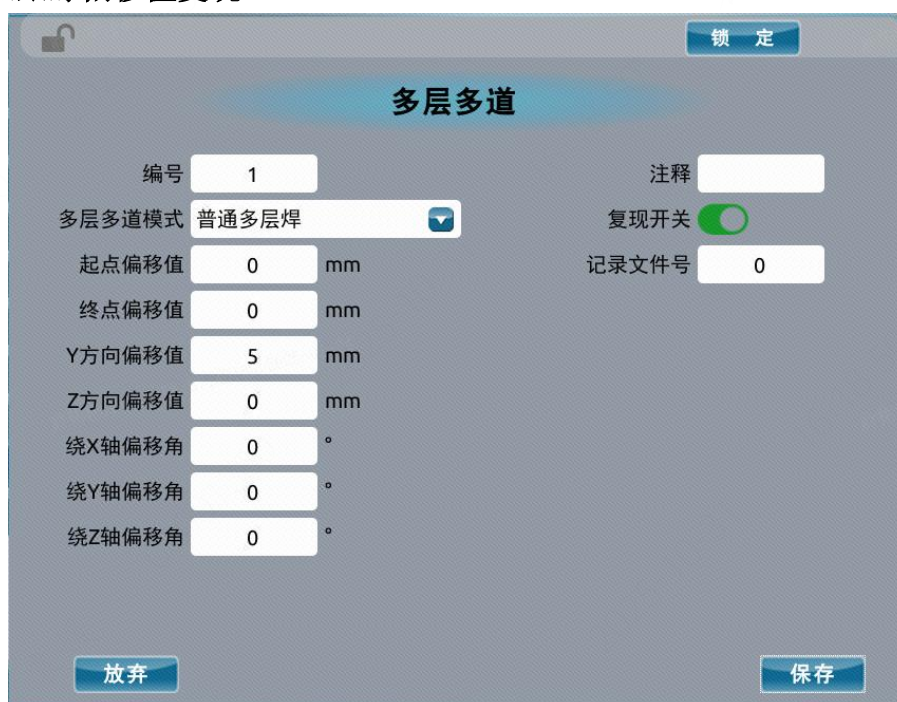 锁 定
多层多道
编号 1 注释
多层多道模式 普通多层焊 复现开关
起点偏移值 0 mm 记录文件号 0
终点偏移值 0 mm
Y方向偏移值 5 mm
Z方向偏移值 0 mm
绕X轴偏移角 0 °
绕Y轴偏移角 0 °
绕Z轴偏移角 0 °
放弃 保存